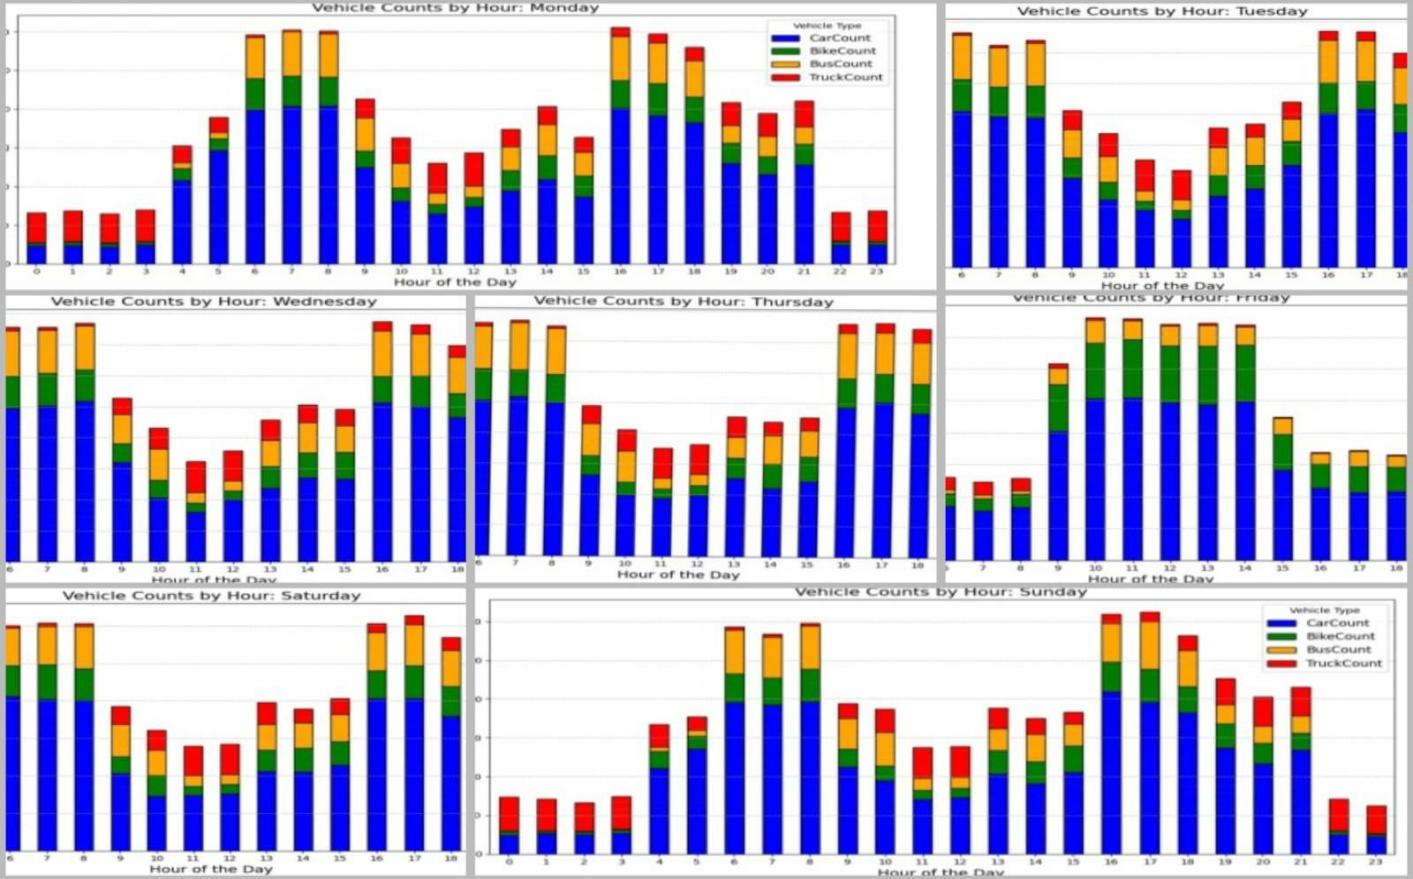 Vehicle Counts by Hour: Monday
Vehicle Type
CarCount
BikeCount
BusCount
TruckCount
0 1 2 3 4 5 6 7 8 9 10 11 12 13 14 15 16 17 18 19 20 21 22 23
Hour of the Day
Vehicle Counts by Hour: Tuesday
6 7 8 9 10 11 12 13 14 15 16 17 18
Hour of the Day
Vehicle Counts by Hour: Wednesday
6 7 8 9 10 11 12 13 14 15 16 17 18
Hour of the Day
Vehicle Counts by Hour: Thursday
6 7 8 9 10 11 12 13 14 15 16 17 18
Hour of the Day
Vehicle Counts by Hour: Friday
6 7 8 9 10 11 12 13 14 15 16 17 18
Hour of the Day
Vehicle Counts by Hour: Saturday
6 7 8 9 10 11 12 13 14 15 16 17 18
Hour of the Day
Vehicle Counts by Hour: Sunday
Vehicle Type
CarCount
BikeCount
BusCount
TruckCount
0 1 2 3 4 5 6 7 8 9 10 11 12 13 14 15 16 17 18 19 20 21 22 23
Hour of the Day